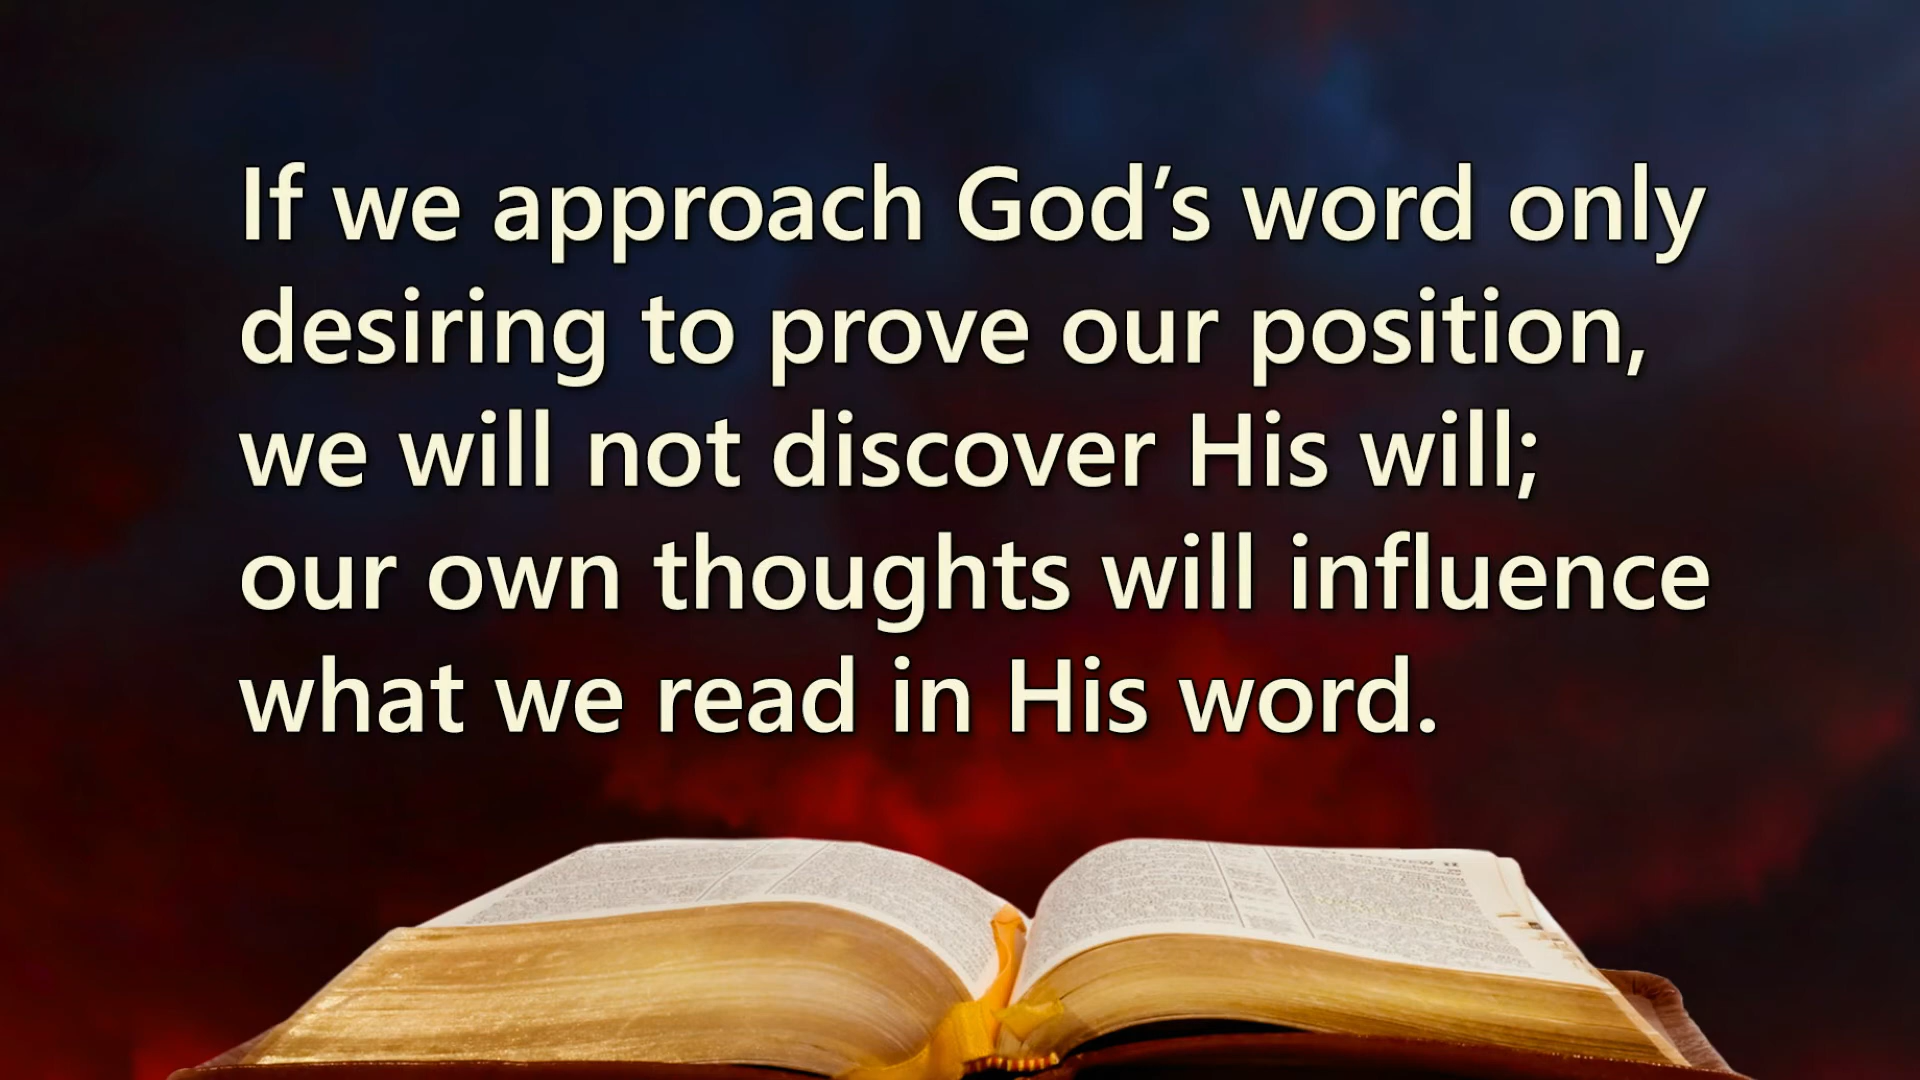 If we approach God’s word only
desiring to prove our position,
we will not discover His will;
our own thoughts will influence
what we read in His word.